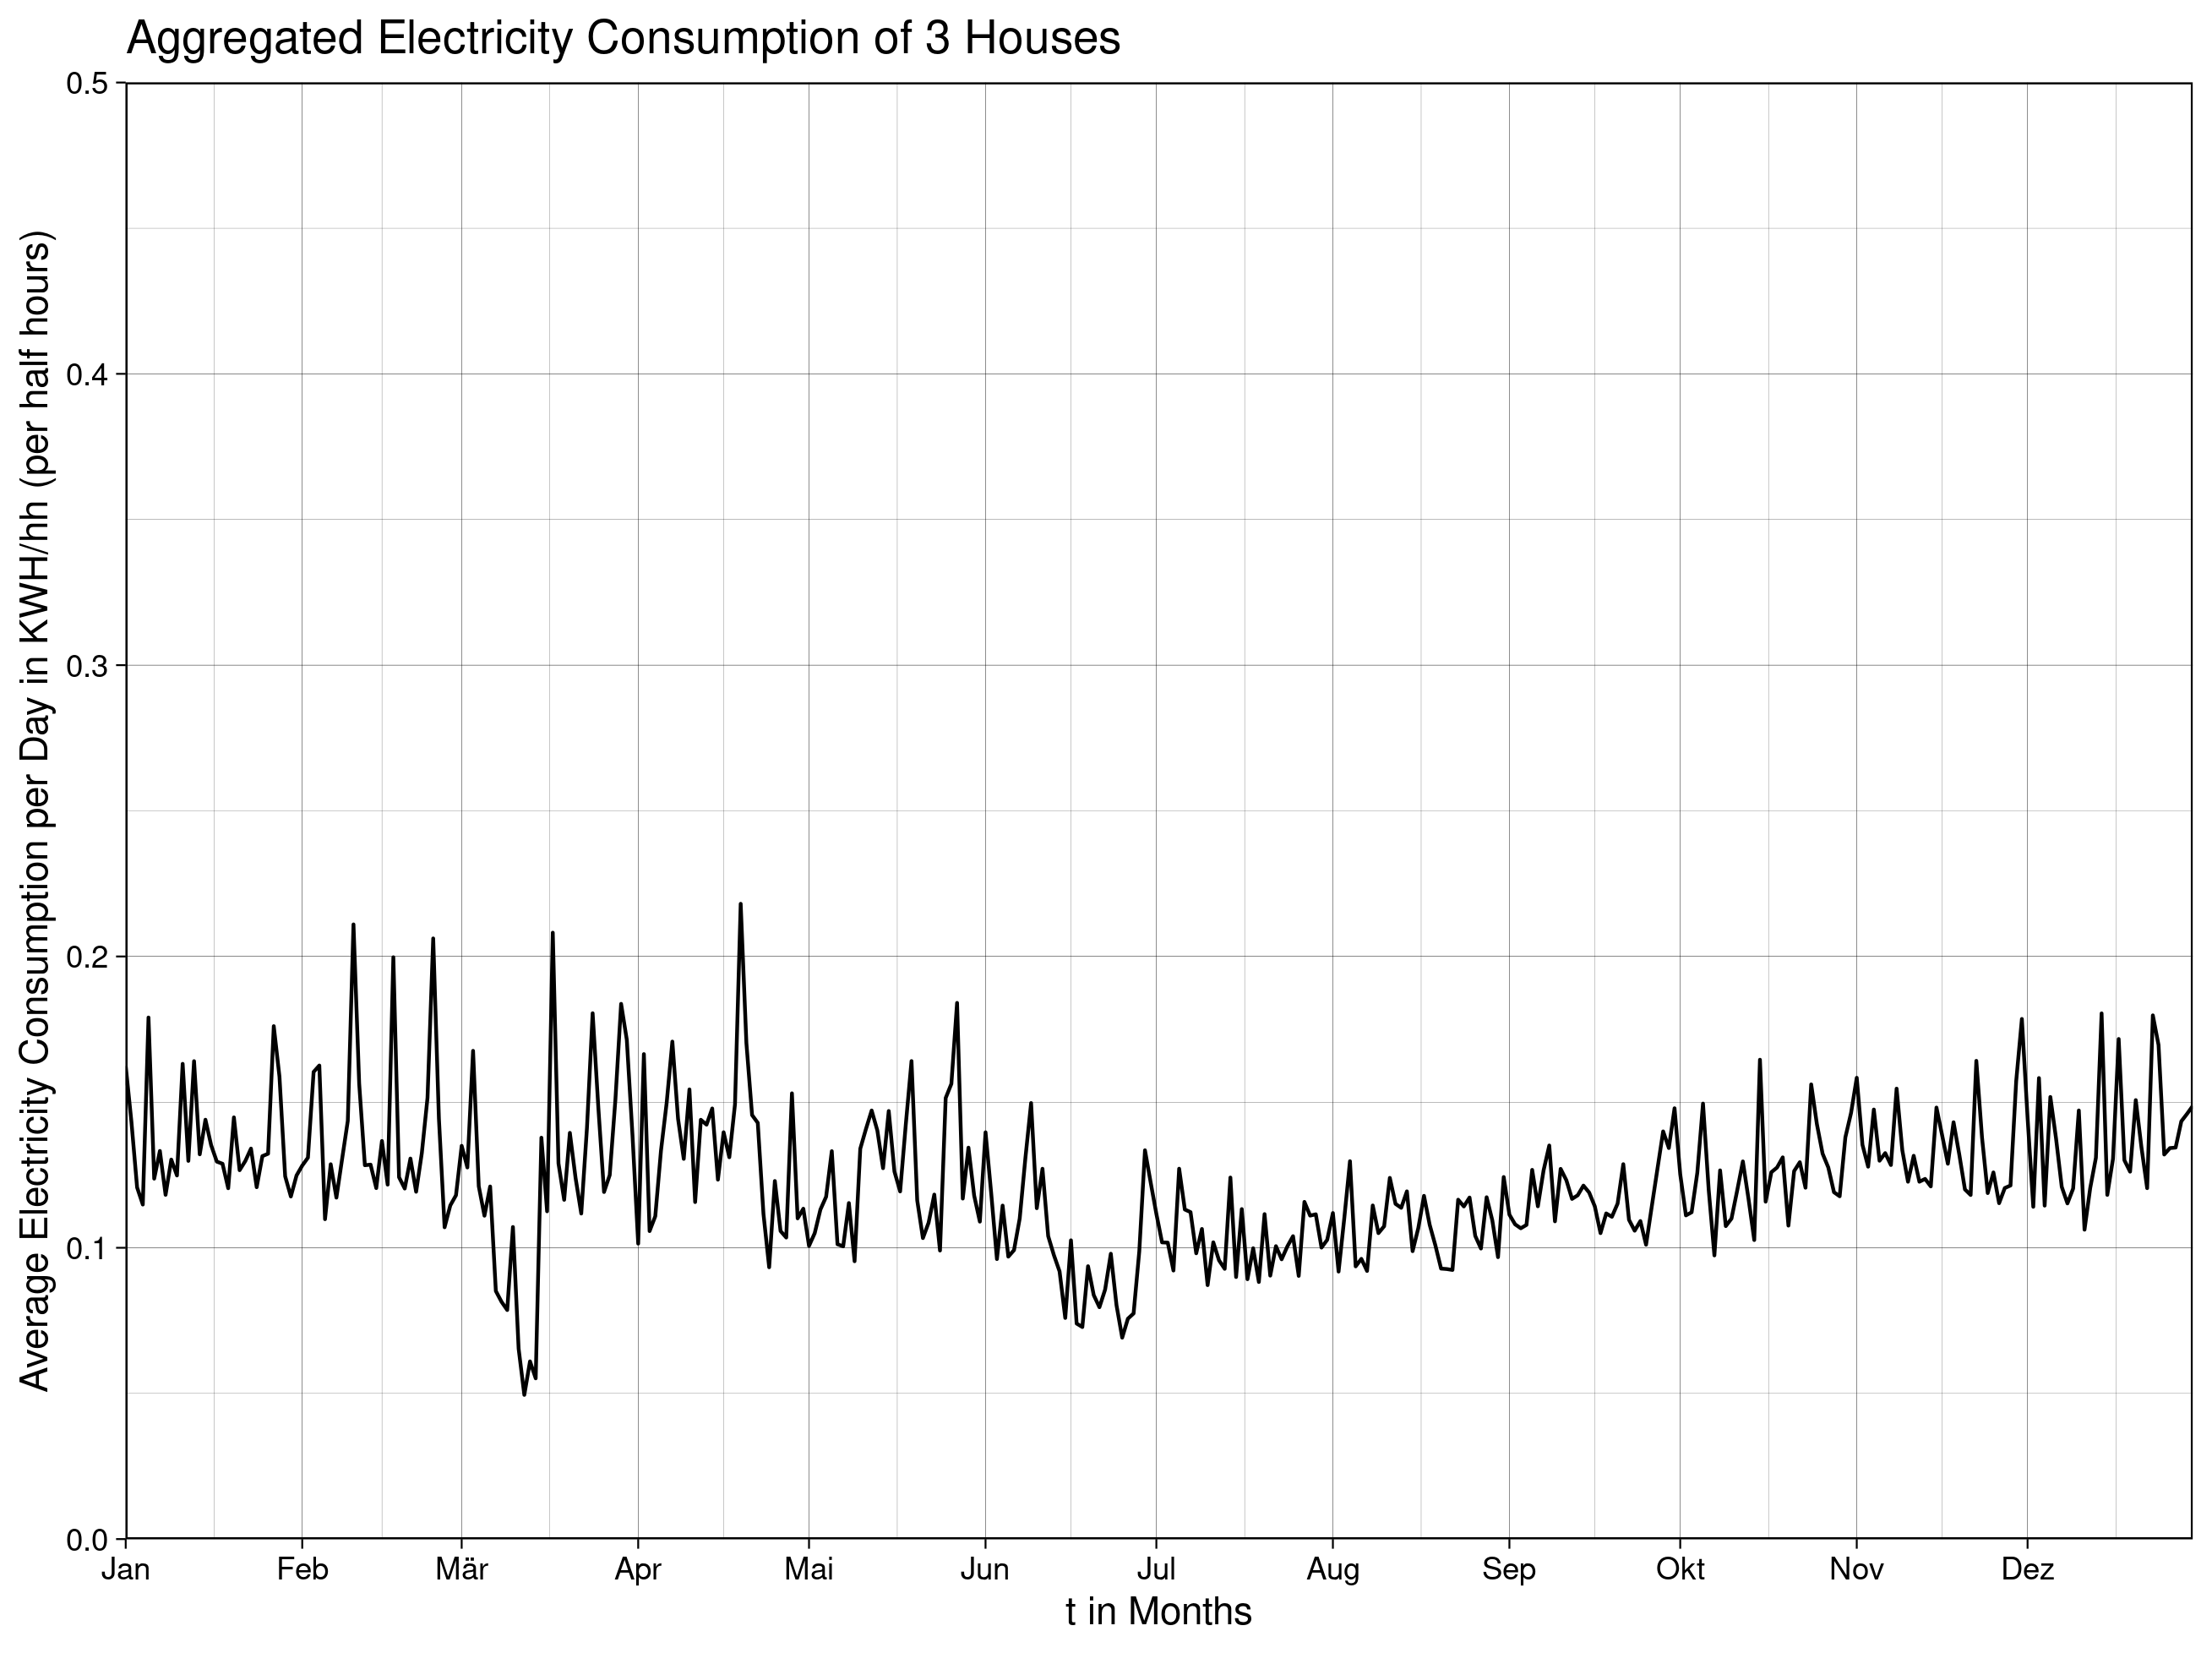 Aggregated Electricity Consumption of 3 Houses
Average Electricity Consumption per Day in KWH/hh (per half hours)
0.5
0.4
0.3
0.2
0.1
0.0
Jan Feb Mär Apr Mai Jun Jul Aug Sep Okt Nov Dez
t in Months